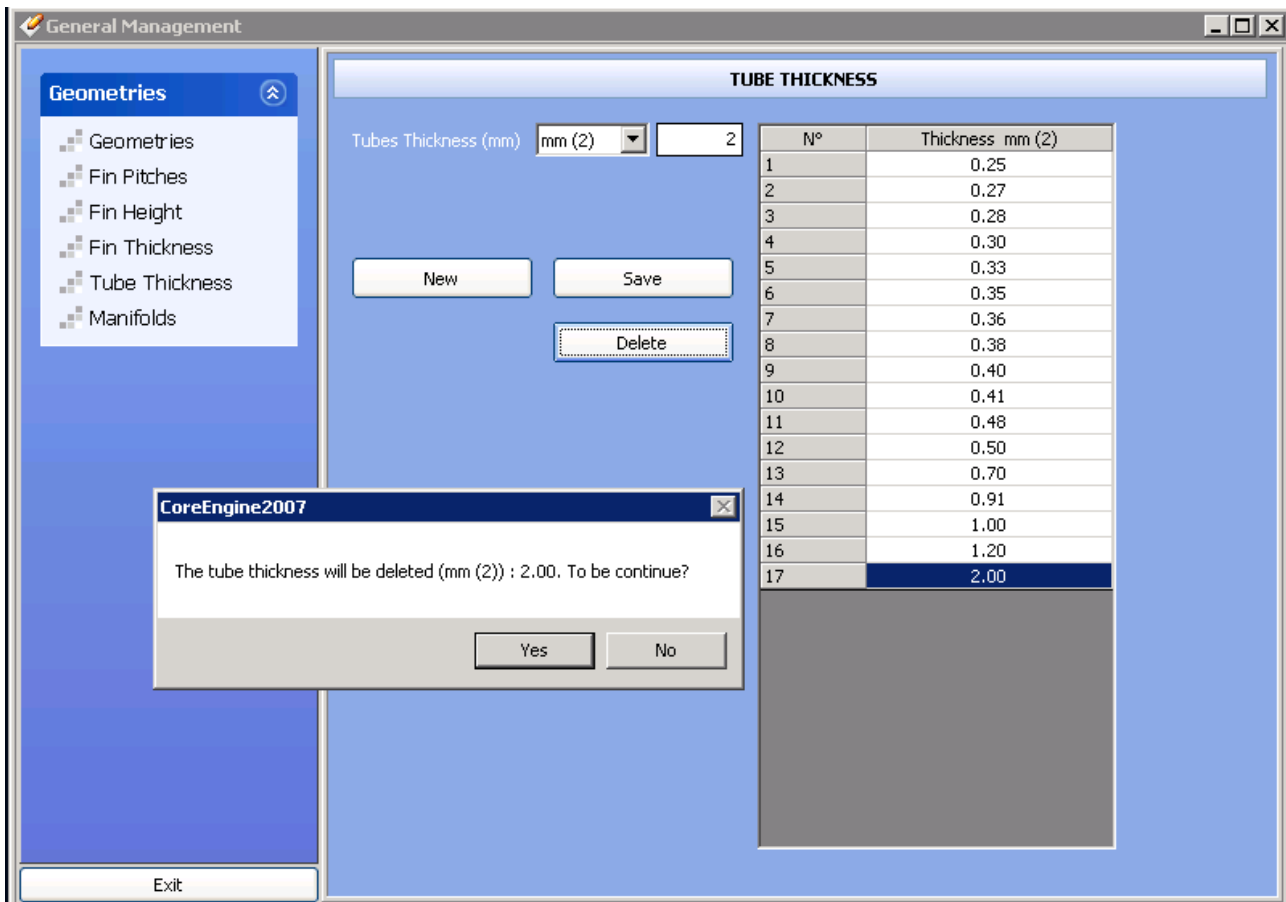 General Management
Geometries
Geometries
Fin Pitches
Fin Height
Fin Thickness
Tube Thickness
Manifolds
Exit
TUBE THICKNESS
Tubes Thickness (mm) mm (2) 2
New Save
Delete
N° Thickness mm (2)
1 0.25
2 0.27
3 0.28
4 0.30
5 0.33
6 0.35
7 0.36
8 0.38
9 0.40
10 0.41
11 0.48
12 0.50
13 0.70
14 0.91
15 1.00
16 1.20
17 2.00
CoreEngine2007
The tube thickness will be deleted (mm (2)) : 2.00. To be continue?
Yes No